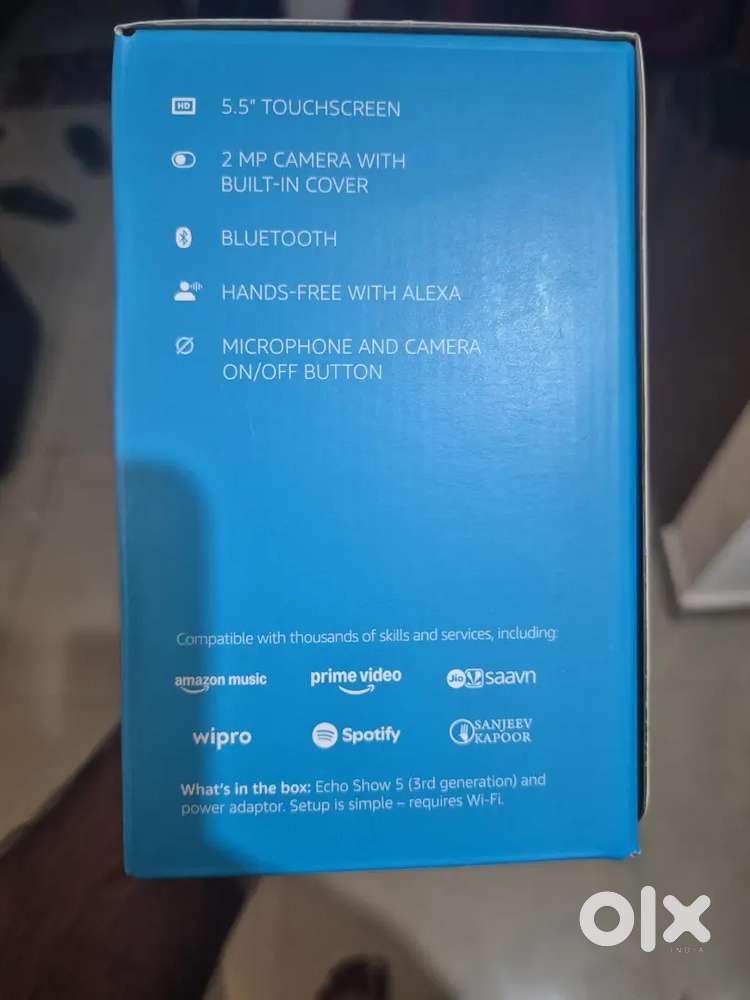 HD
5.5" TOUCHSCREEN
2 MP CAMERA WITH
BUILT-IN COVER
BLUETOOTH
HANDS-FREE WITH ALEXA
MICROPHONE AND CAMERA
ON/OFF BUTTON
Compatible with thousands of skills and services, including:
amazon music prime video Jio saavn
wipro Spotify SANJEEV
KAPOOR
What's in the box: Echo Show 5 (3rd generation) and
power adaptor. Setup is simple – requires Wi-Fi.
olx
INDIA